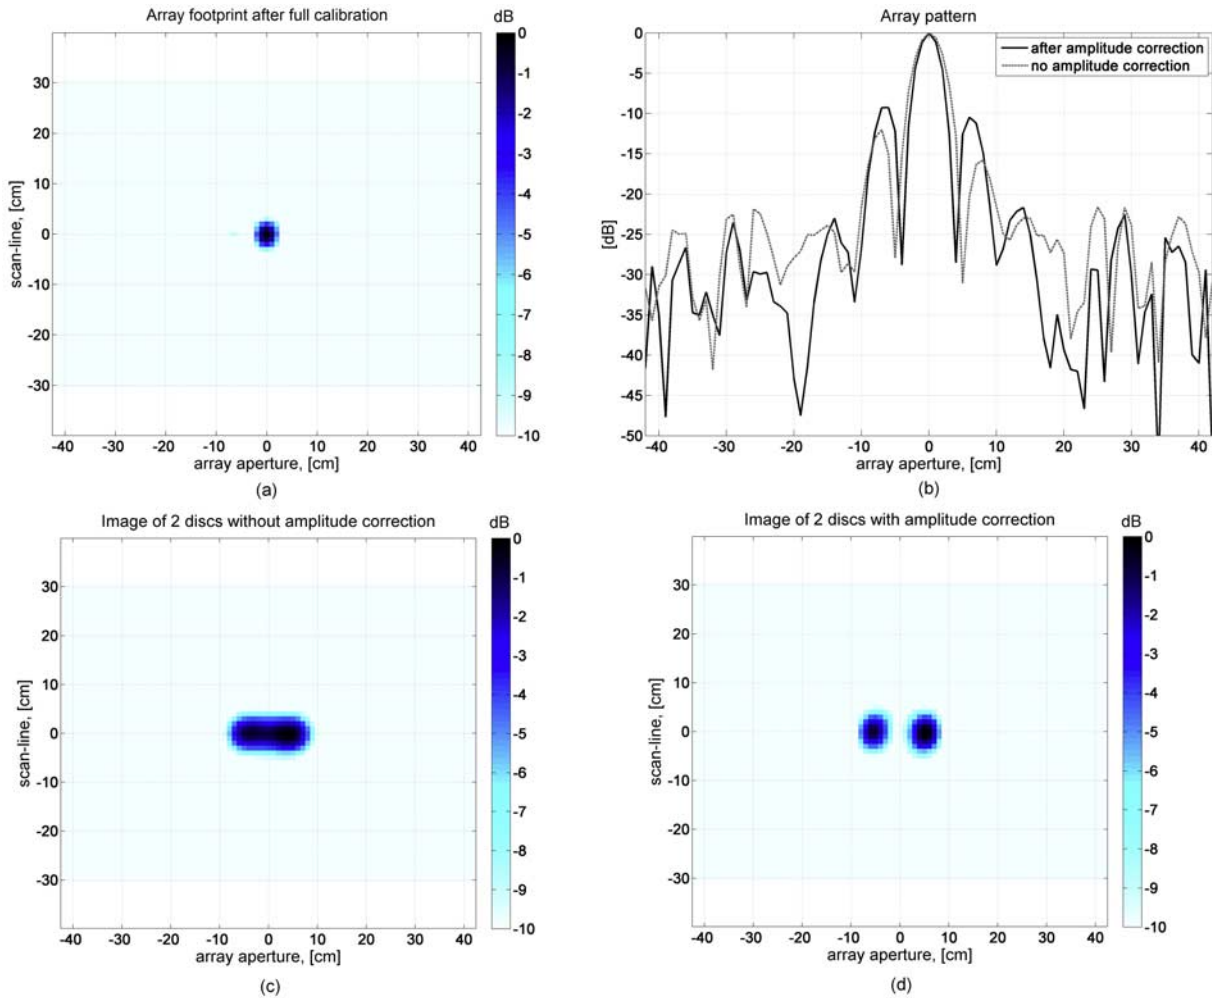 Array footprint after full calibration
dB
Array pattern
0
-1
-2
-3
-4
-5
-6
-7
-8
-9
-10
30
20
10
0
-10
-20
-30
scan-line, [cm]
-40 -30 -20 -10 0 10 20 30 40
array aperture, [cm]
(a)
after amplitude correction
no amplitude correction
0
-5
-10
-15
-20
-25
-30
-35
-40
-45
-50
[dB]
-40 -30 -20 -10 0 10 20 30 40
array aperture, [cm]
(b)
Image of 2 discs without amplitude correction
dB
0
-1
-2
-3
-4
-5
-6
-7
-8
-9
-10
30
20
10
0
-10
-20
-30
scan-line, [cm]
-40 -30 -20 -10 0 10 20 30 40
array aperture, [cm]
(c)
Image of 2 discs with amplitude correction
dB
0
-1
-2
-3
-4
-5
-6
-7
-8
-9
-10
30
20
10
0
-10
-20
-30
scan-line, [cm]
-40 -30 -20 -10 0 10 20 30 40
array aperture, [cm]
(d)